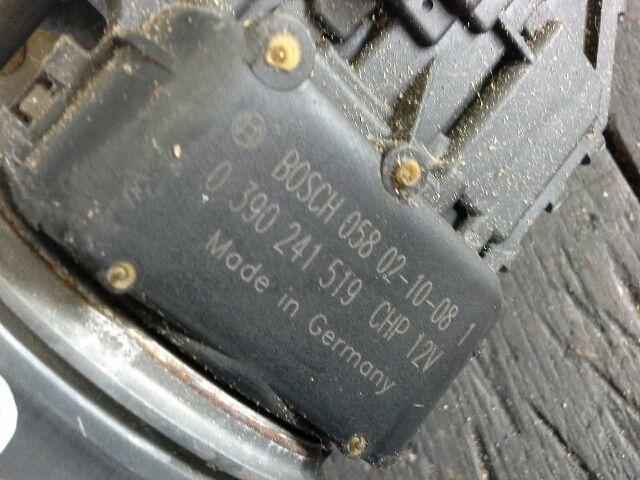 BOSCH 058 02-10-08 1
0 390 241 519 CHP 12V
Made in Germany